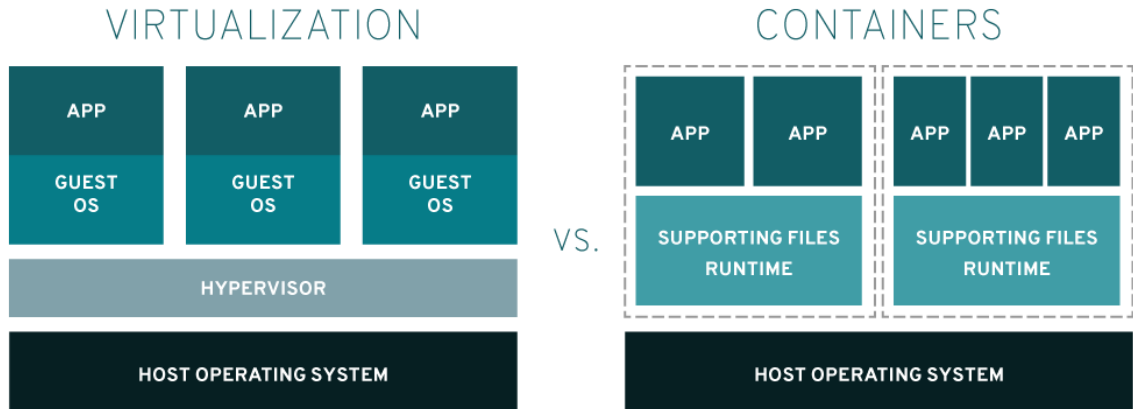 VIRTUALIZATION
APP
APP
APP
GUEST
OS
GUEST
OS
GUEST
OS
HYPERVISOR
HOST OPERATING SYSTEM
VS.
CONTAINERS
APP
APP
APP
APP
APP
SUPPORTING FILES
RUNTIME
SUPPORTING FILES
RUNTIME
HOST OPERATING SYSTEM